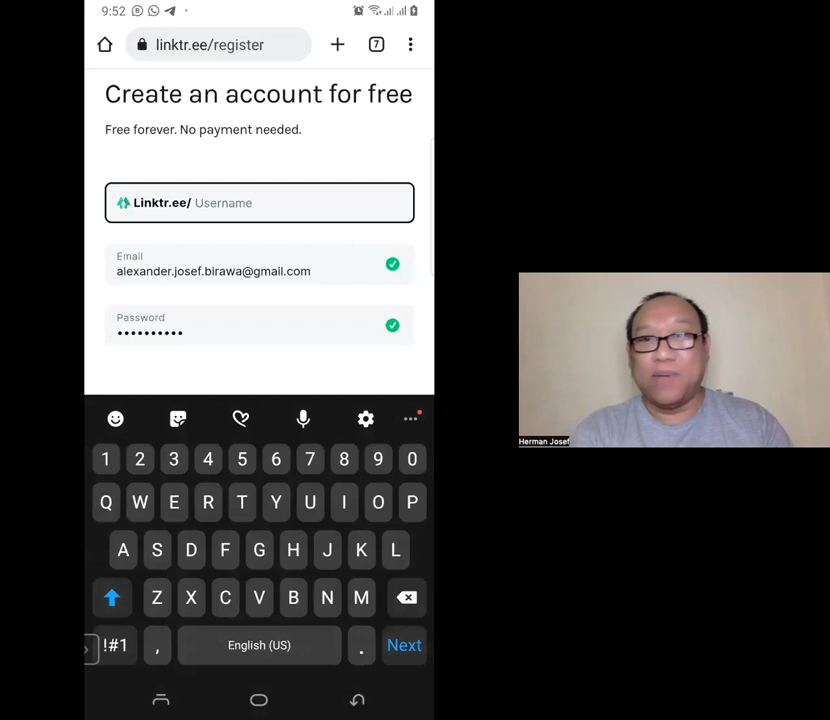 9:52
linktr.ee/register
7
Create an account for free
Free forever. No payment needed.
Linktr.ee/ Username
Email
alexander.josef.birawa@gmail.com
Password
••••••••••
1 2 3 4 5 6 7 8 9 0
Q W E R T Y U I O P
A S D F G H J K L
Z X C V B N M
!#1 , English (US) . Next
Herman Josef